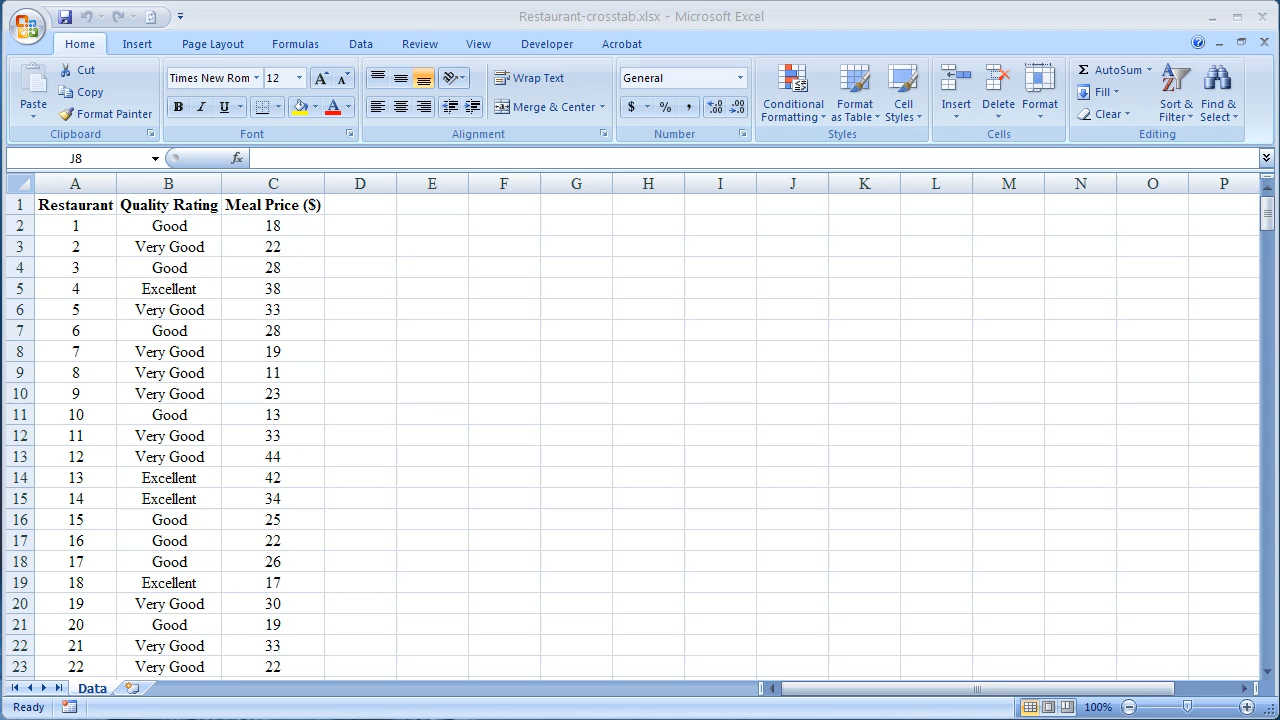 Restaurant-crosstab.xlsx - Microsoft Excel
Home Insert Page Layout Formulas Data Review View Developer Acrobat
Paste Cut Copy Format Painter Clipboard
Times New Rom 12 B I U Font
Wrap Text Merge & Center Alignment
General $ % , .0 .00 .00 .0 Number
Conditional Formatting Format as Table Cell Styles Styles
Insert Delete Format Cells
Σ AutoSum Fill Clear Sort & Filter Find & Select Editing
J8 fx
A B C D E F G H I J K L M N O P
1 Restaurant Quality Rating Meal Price ($)
2 1 Good 18
3 2 Very Good 22
4 3 Good 28
5 4 Excellent 38
6 5 Very Good 33
7 6 Good 28
8 7 Very Good 19
9 8 Very Good 11
10 9 Very Good 23
11 10 Good 13
12 11 Very Good 33
13 12 Very Good 44
14 13 Excellent 42
15 14 Excellent 34
16 15 Good 25
17 16 Good 22
18 17 Good 26
19 18 Excellent 17
20 19 Very Good 30
21 20 Good 19
22 21 Very Good 33
23 22 Very Good 22
Data
Ready 100%